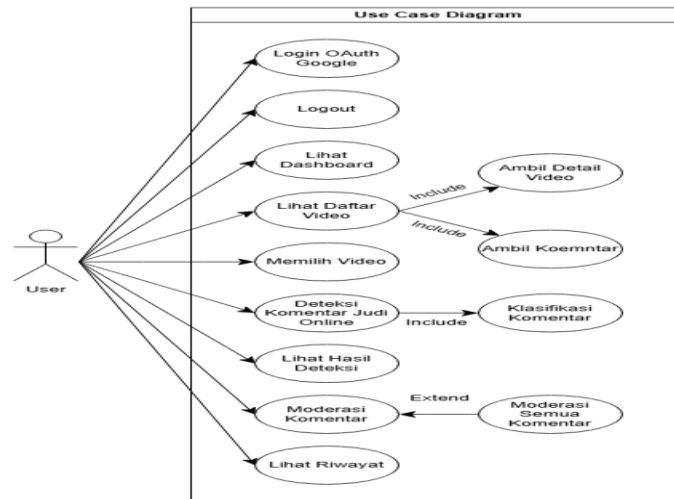 Use Case Diagram
Login OAuth
Google
Logout
Lihat
Dashboard
Include
Ambil Detail
Video
Lihat Daftar
Video
Include
Ambil Koemntar
User
Memilih Video
Deteksi
Komentar Judi
Online
Include
Klasifikasi
Komentar
Lihat Hasil
Deteksi
Moderasi
Komentar
Extend
Moderasi
Semua
Komentar
Lihat Riwayat